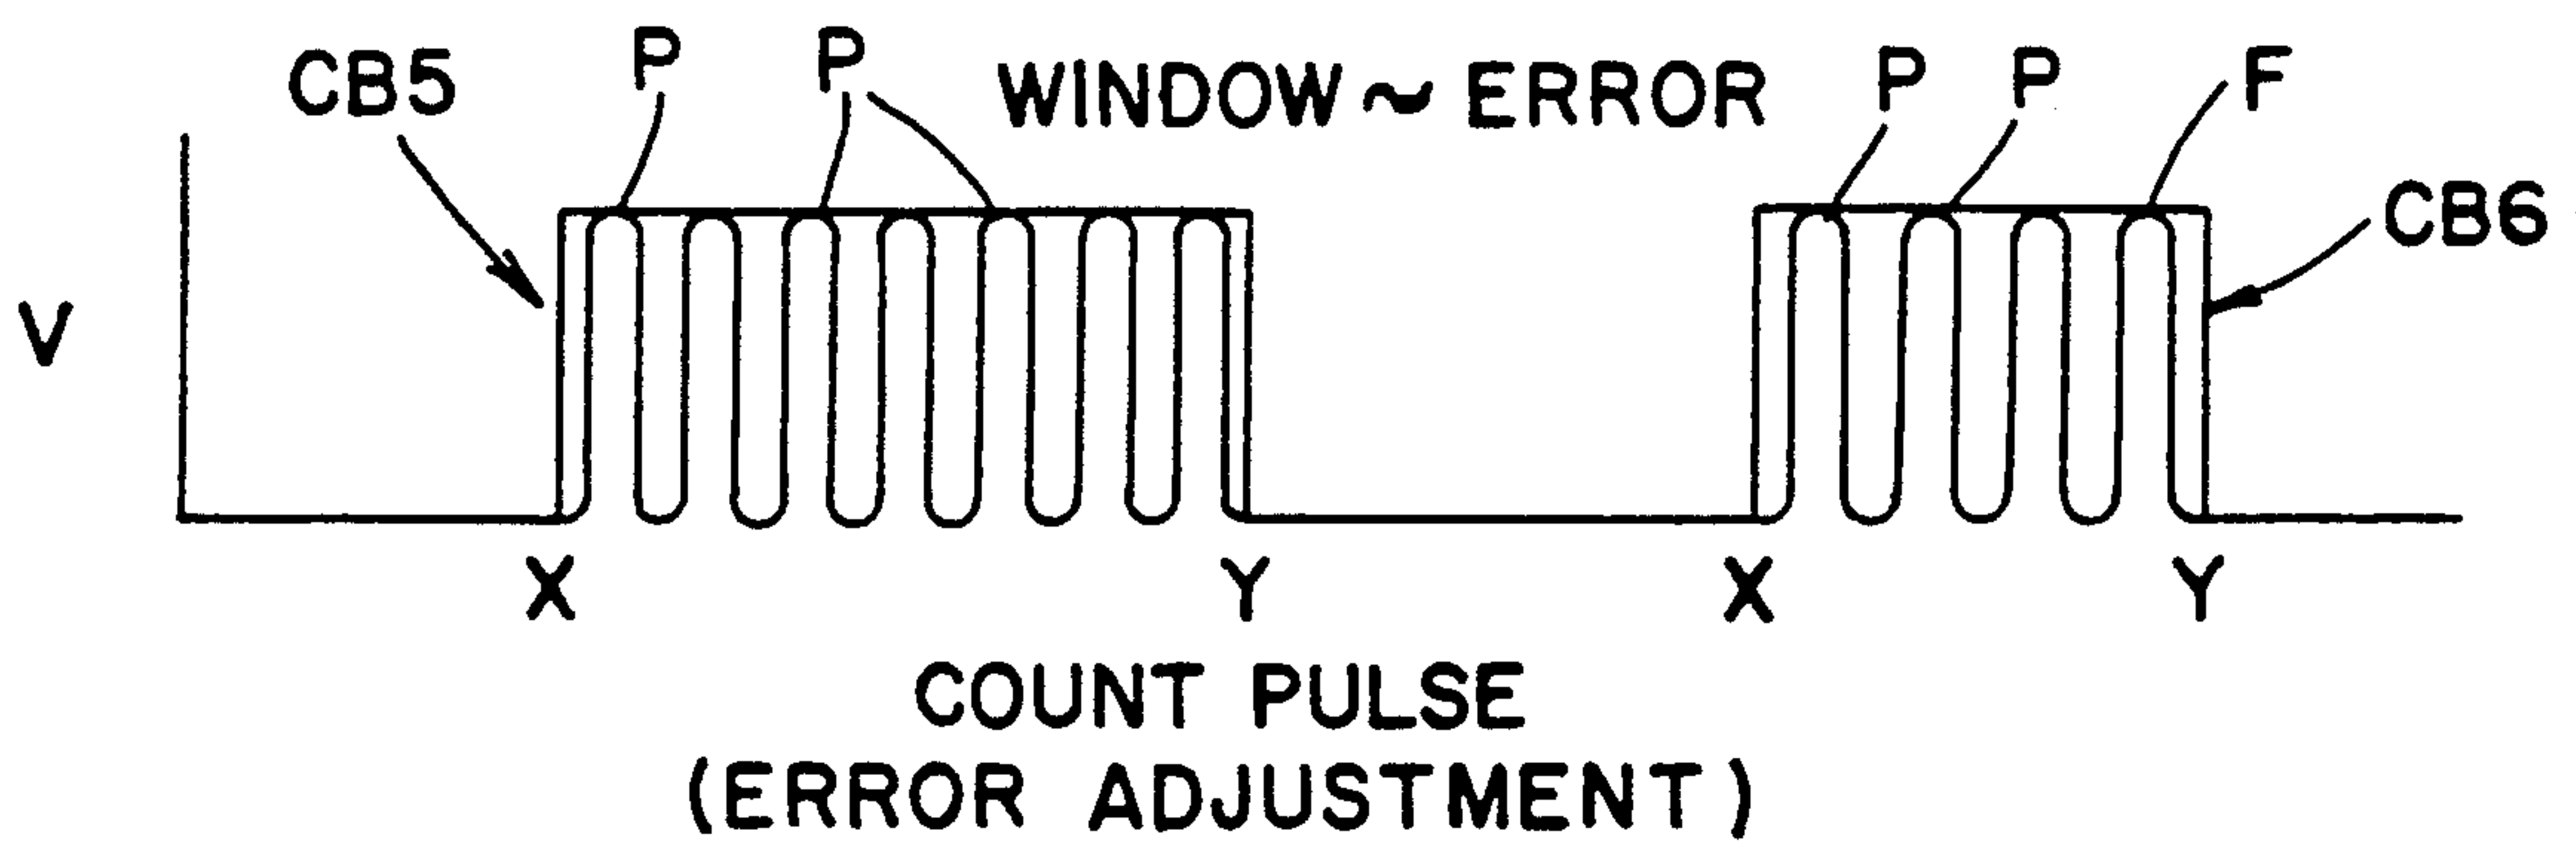 CB5 P P WINDOW ~ ERROR P P F
CB6
V
X Y X Y
COUNT PULSE
(ERROR ADJUSTMENT)